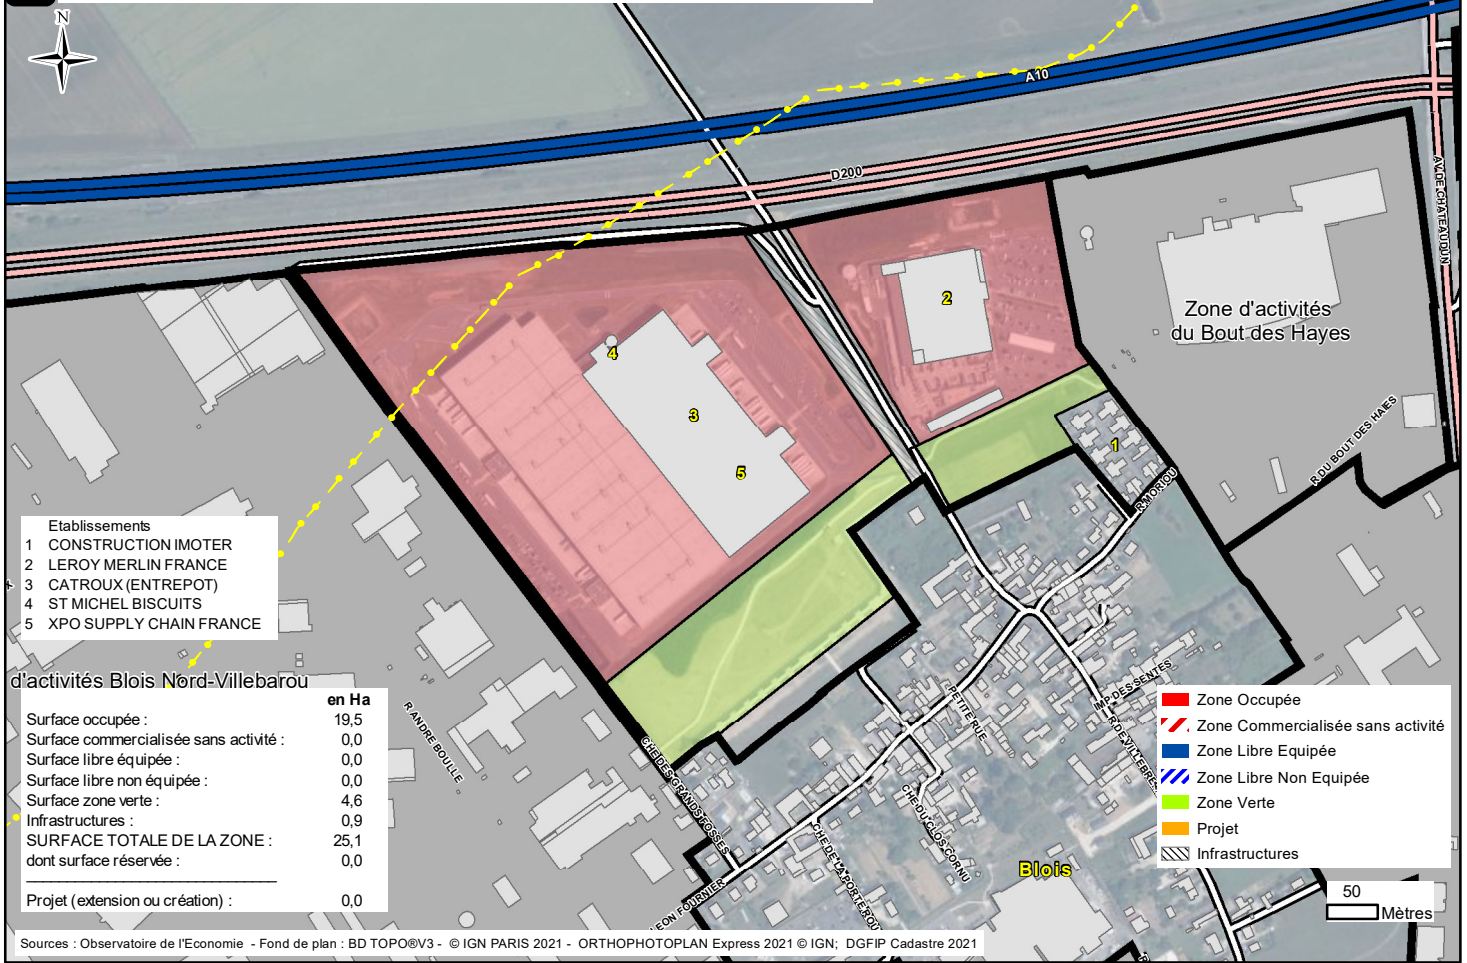 N
A10
D200
AV DE CHATEAUDUN
2
Zone d'activités
du Bout des Hayes
4
3
5
1
R DU BOUT DES HAIES
R MORIOU
Etablissements
1 CONSTRUCTION IMOTER
2 LEROY MERLIN FRANCE
3 CATROUX (ENTREPOT)
4 ST MICHEL BISCUITS
5 XPO SUPPLY CHAIN FRANCE
d'activités Blois Nord-Villebarou
en Ha
Surface occupée : 19,5
Surface commercialisée sans activité : 0,0
Surface libre équipée : 0,0
Surface libre non équipée : 0,0
Surface zone verte : 4,6
Infrastructures : 0,9
SURFACE TOTALE DE LA ZONE : 25,1
dont surface réservée : 0,0
Projet (extension ou création) : 0,0
R ANDRE BOULLE
CHE DES GRANDS FOSSES
PETITE RUE
IMP DES SENTES
R DE VILLEBRE
CHE DU CLOS CORNU
CHE DE LA PORTE ROU
LEON FOURNIER
Blois
Zone Occupée
Zone Commercialisée sans activité
Zone Libre Equipée
Zone Libre Non Equipée
Zone Verte
Projet
Infrastructures
50
Mètres
Sources : Observatoire de l'Economie - Fond de plan : BD TOPO®V3 - © IGN PARIS 2021 - ORTHOPHOTOPLAN Express 2021 © IGN; DGFIP Cadastre 2021